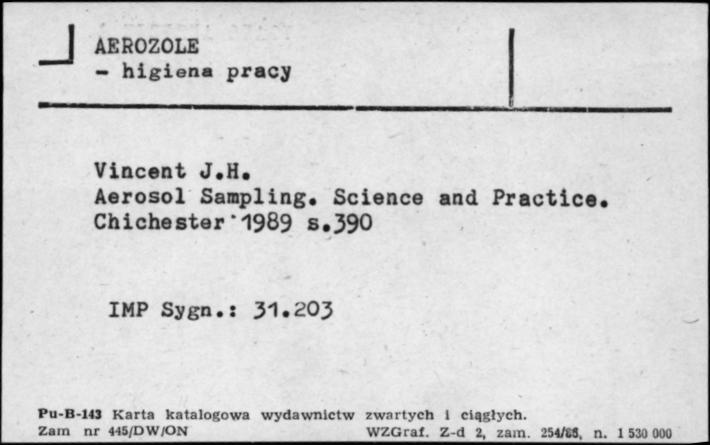 AEROZOLE
- higiena pracy
Vincent J.H.
Aerosol Sampling. Science and Practice.
Chichester 1989 s.390
IMP Sygn.: 31.203
Pu-B-143 Karta katalogowa wydawnictw zwartych i ciągłych.
Zam nr 445/DW/ON WZGraf. Z-d 2, zam. 254/86, n. 1 530 000